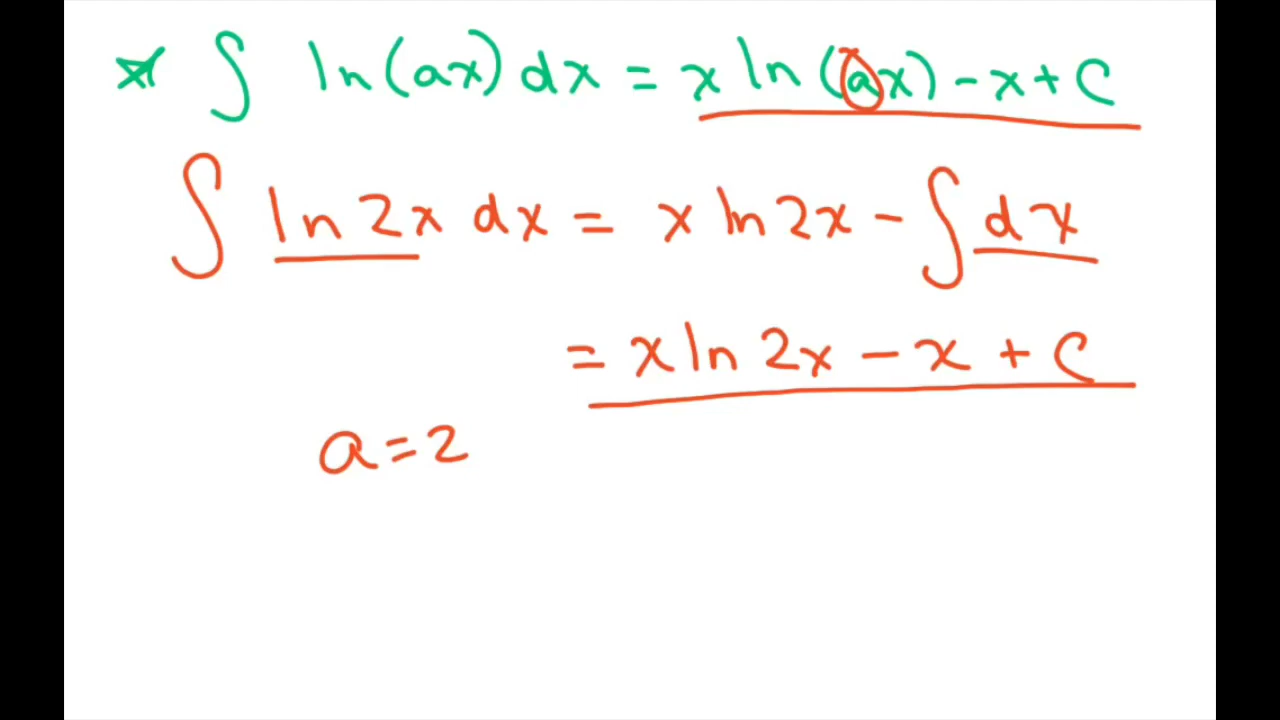 * ∫ ln(ax) dx = x ln(ax) - x + C
∫ ln 2x dx = x ln 2x - ∫ dx
= x ln 2x - x + C
a = 2